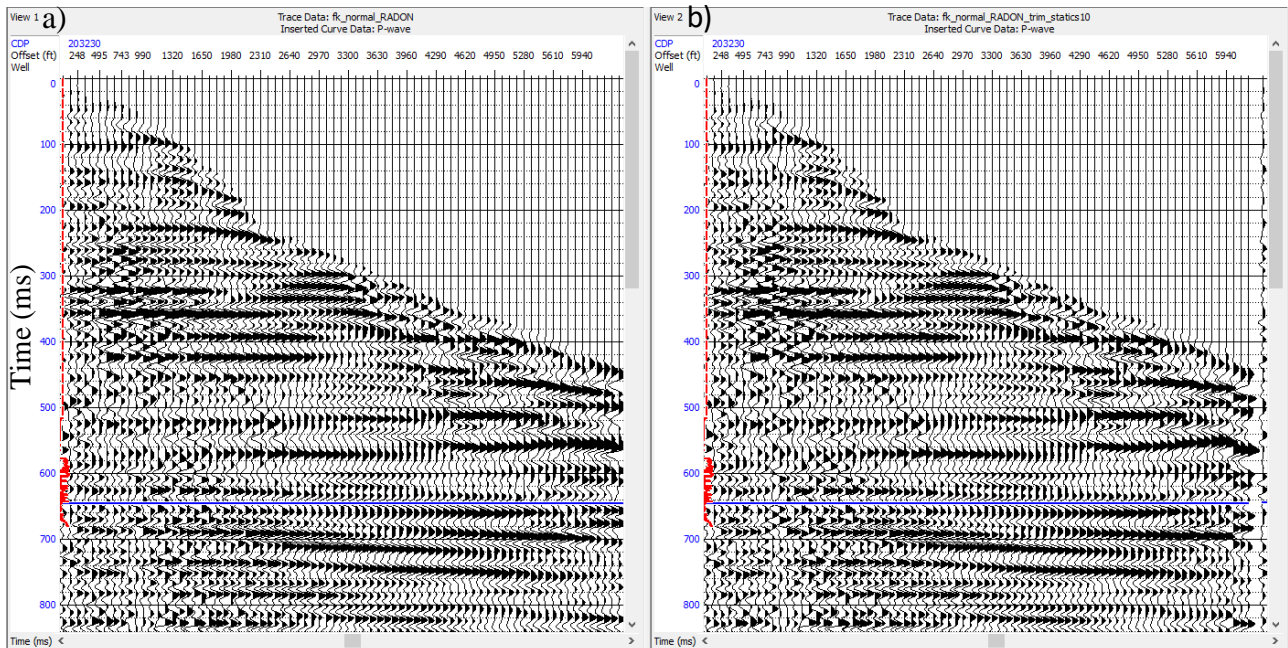 View 1 a) Trace Data: fk_normal_RADON
Inserted Curve Data: P-wave
CDP 203230
Offset (ft) 248 495 743 990 1320 1650 1980 2310 2640 2970 3300 3630 3960 4290 4620 4950 5280 5610 5940
Well
0
100
200
300
400
500
600
700
800
Time (ms)
Time (ms) < >
View 2 b) Trace Data: fk_normal_RADON_trim_statics10
Inserted Curve Data: P-wave
CDP 203230
Offset (ft) 248 495 743 990 1320 1650 1980 2310 2640 2970 3300 3630 3960 4290 4620 4950 5280 5610 5940
Well
0
100
200
300
400
500
600
700
800
Time (ms) < >